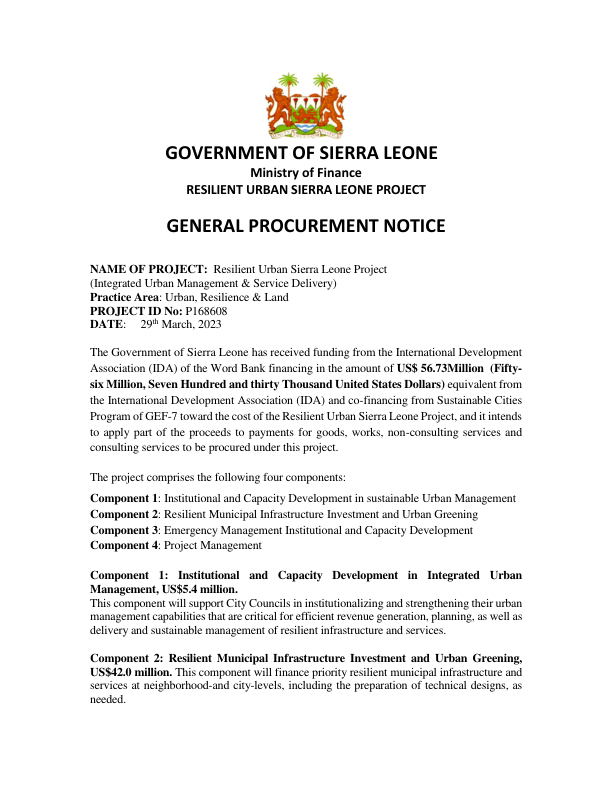 GOVERNMENT OF SIERRA LEONE
Ministry of Finance
RESILIENT URBAN SIERRA LEONE PROJECT
GENERAL PROCUREMENT NOTICE
NAME OF PROJECT: Resilient Urban Sierra Leone Project
(Integrated Urban Management & Service Delivery)
Practice Area: Urban, Resilience & Land
PROJECT ID No: P168608
DATE: 29th March, 2023
The Government of Sierra Leone has received funding from the International Development
Association (IDA) of the Word Bank financing in the amount of US$ 56.73Million (Fifty-
six Million, Seven Hundred and thirty Thousand United States Dollars) equivalent from
the International Development Association (IDA) and co-financing from Sustainable Cities
Program of GEF-7 toward the cost of the Resilient Urban Sierra Leone Project, and it intends
to apply part of the proceeds to payments for goods, works, non-consulting services and
consulting services to be procured under this project.
The project comprises the following four components:
Component 1: Institutional and Capacity Development in sustainable Urban Management
Component 2: Resilient Municipal Infrastructure Investment and Urban Greening
Component 3: Emergency Management Institutional and Capacity Development
Component 4: Project Management
Component 1: Institutional and Capacity Development in Integrated Urban
Management, US$5.4 million.
This component will support City Councils in institutionalizing and strengthening their urban
management capabilities that are critical for efficient revenue generation, planning, as well as
delivery and sustainable management of resilient infrastructure and services.
Component 2: Resilient Municipal Infrastructure Investment and Urban Greening,
US$42.0 million. This component will finance priority resilient municipal infrastructure and
services at neighborhood-and city-levels, including the preparation of technical designs, as
needed.